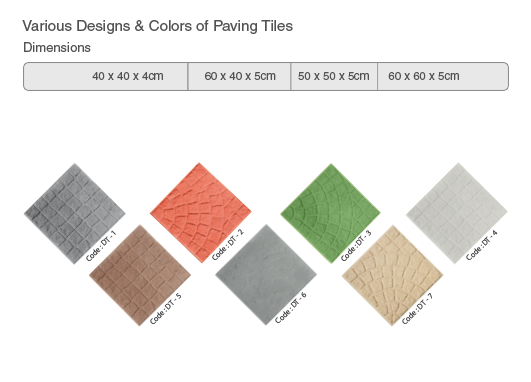 Various Designs & Colors of Paving Tiles
Dimensions
40 x 40 x 4cm 60 x 40 x 5cm 50 x 50 x 5cm 60 x 60 x 5cm
Code : DT - 1
Code : DT - 2
Code : DT - 3
Code : DT - 4
Code : DT - 5
Code : DT - 6
Code : DT - 7